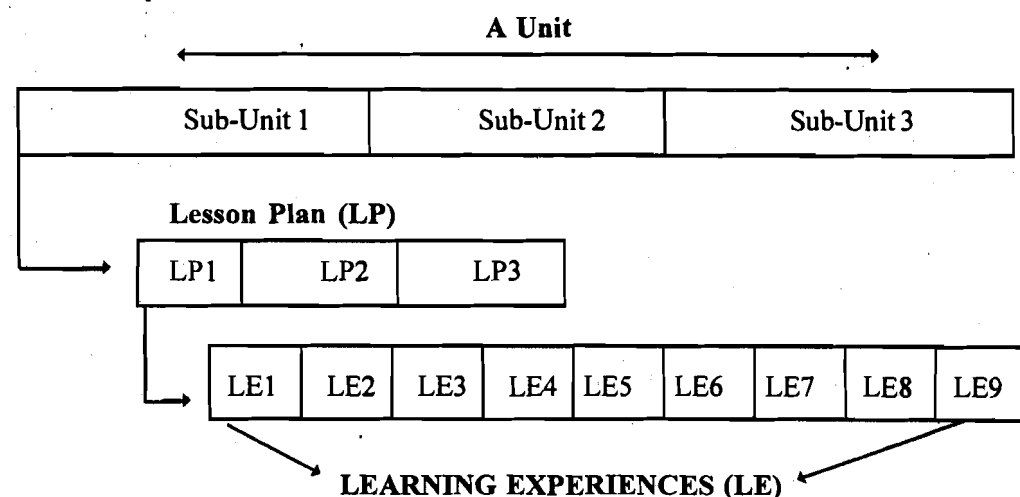 A Unit
Sub-Unit 1 Sub-Unit 2 Sub-Unit 3
Lesson Plan (LP)
LP1 LP2 LP3
LE1 LE2 LE3 LE4 LE5 LE6 LE7 LE8 LE9
LEARNING EXPERIENCES (LE)